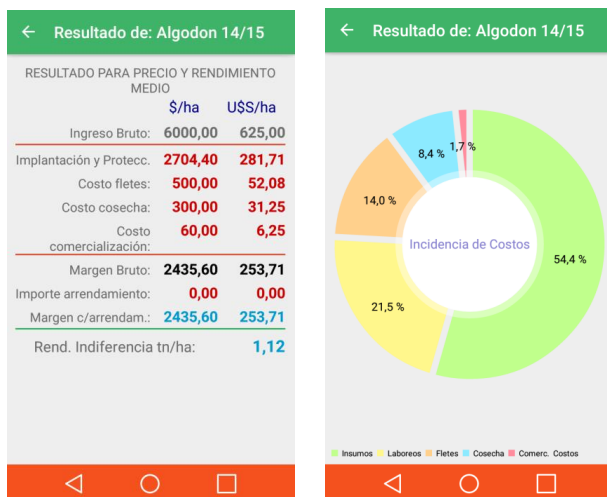 ← Resultado de: Algodon 14/15
RESULTADO PARA PRECIO Y RENDIMIENTO
MEDIO
$/ha U$S/ha
Ingreso Bruto: 6000,00 625,00
Implantación y Protecc. 2704,40 281,71
Costo fletes: 500,00 52,08
Costo cosecha: 300,00 31,25
Costo 60,00 6,25
comercialización:
Margen Bruto: 2435,60 253,71
Importe arrendamiento: 0,00 0,00
Margen c/arrendam.: 2435,60 253,71
Rend. Indiferencia tn/ha: 1,12
← Resultado de: Algodon 14/15
8,4 % 1,7 %
14,0 %
Incidencia de Costos
54,4 %
21,5 %
Insumos Laboreos Fletes Cosecha Comerc. Costos